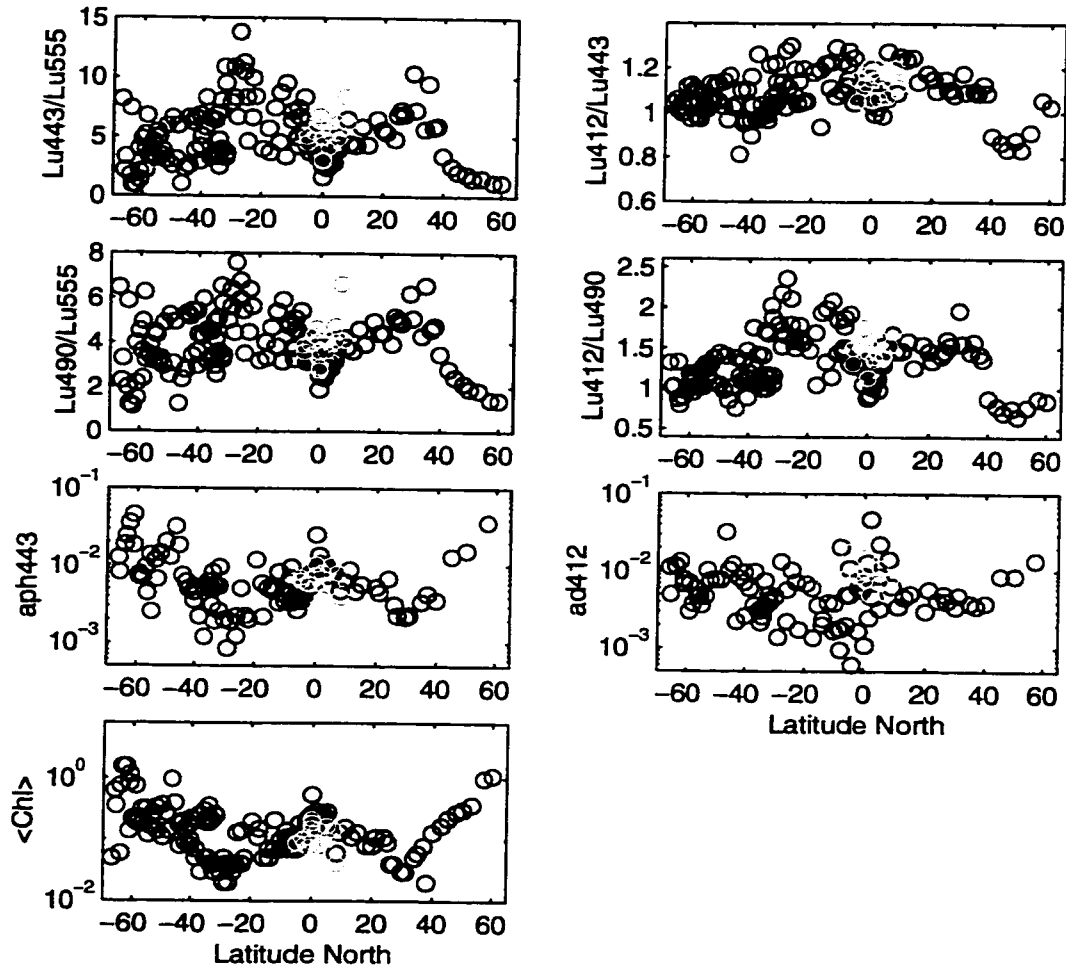 Lu443/Lu555
15
10
5
0
−60 −40 −20 0 20 40 60
Lu412/Lu443
1.2
1
0.8
0.6
−60 −40 −20 0 20 40 60
Lu490/Lu555
8
6
4
2
0
−60 −40 −20 0 20 40 60
Lu412/Lu490
2.5
2
1.5
1
0.5
−60 −40 −20 0 20 40 60
aph443
10⁻¹
10⁻²
10⁻³
−60 −40 −20 0 20 40 60
ad412
10⁻¹
10⁻²
10⁻³
−60 −40 −20 0 20 40 60
Latitude North
<Chl>
10⁰
10⁻²
−60 −40 −20 0 20 40 60
Latitude North